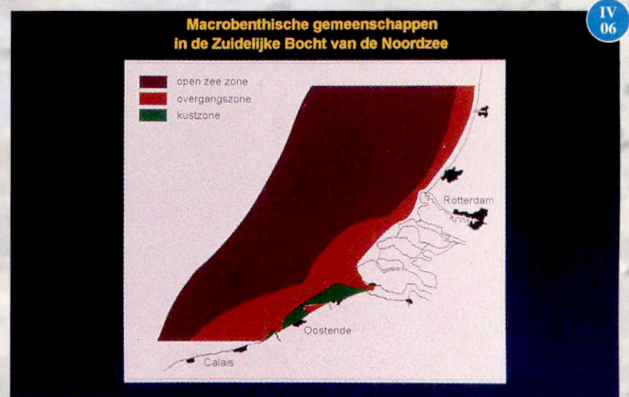 IV
06
Macrobenthische gemeenschappen
in de Zuidelijke Bocht van de Noordzee
open zee zone
overgangszone
kustzone
Rotterdam
Oostende
Calais